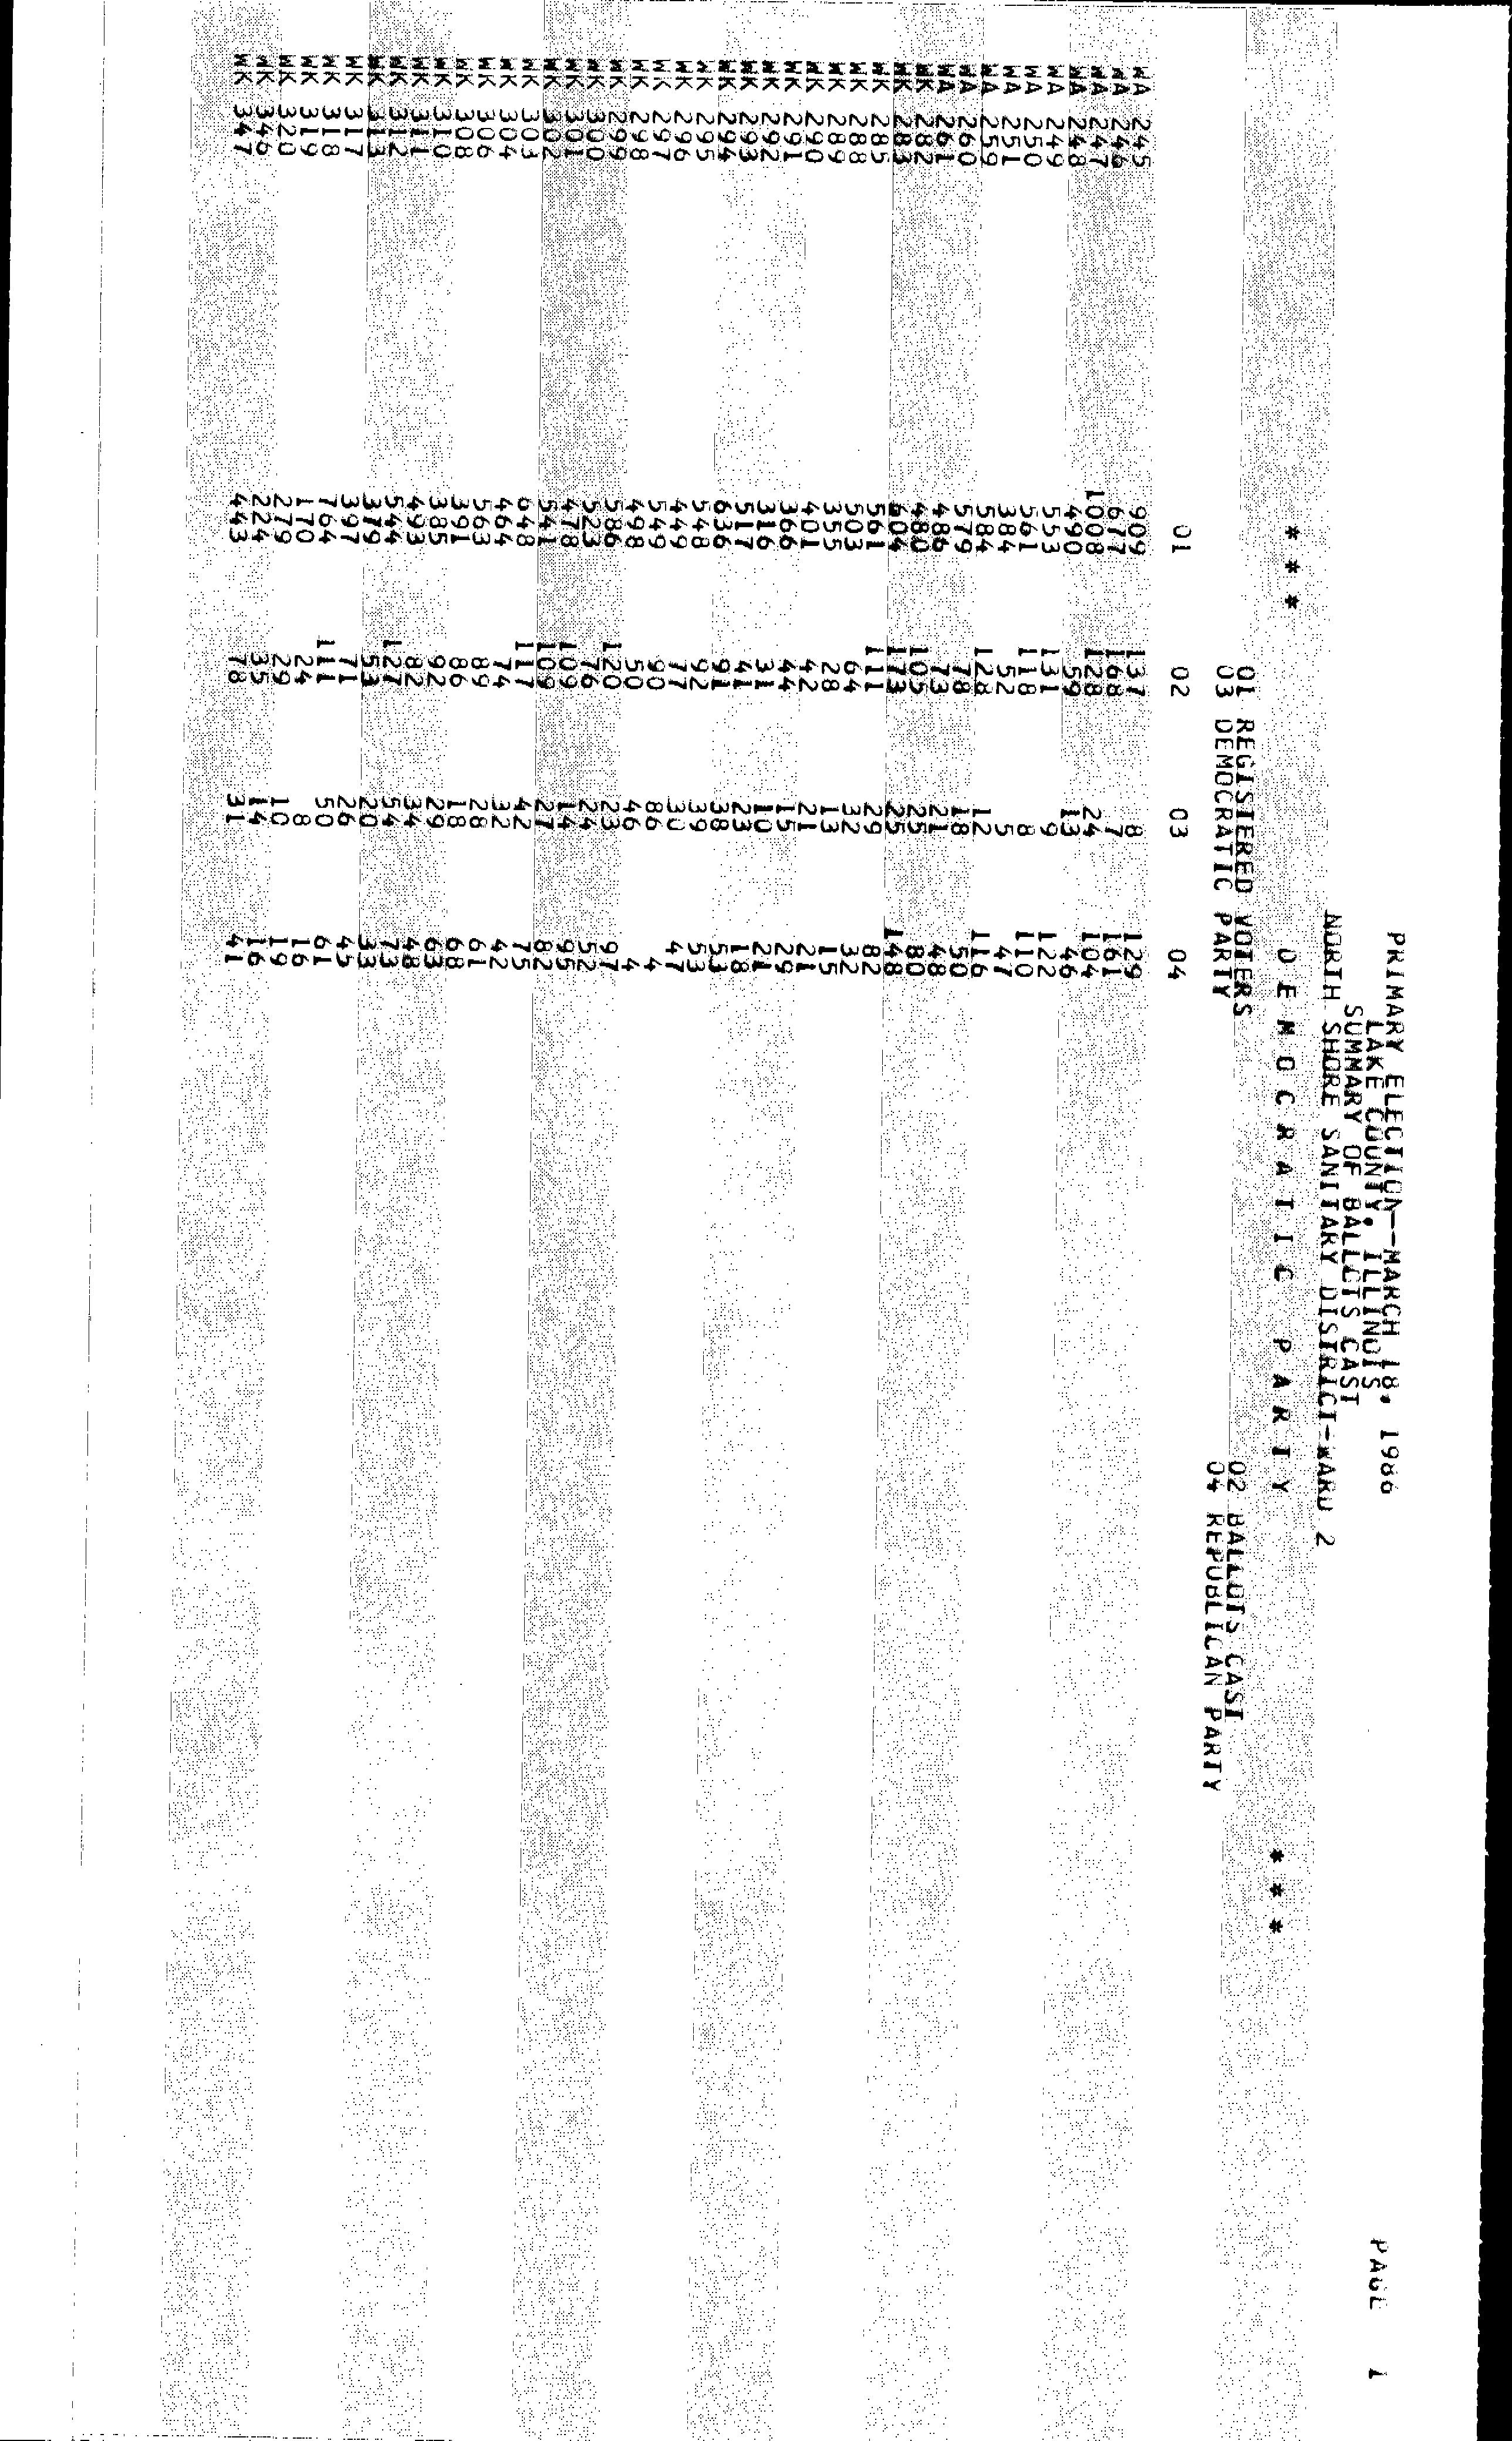 PRIMARY ELECTION--MARCH 18, 1986 PAGE 1
LAKE COUNTY, ILLINOIS
SUMMARY OF BALLOTS CAST
NORTH SHORE SANITARY DISTRICT-WARD 2
* * * D E M O C R A T I C P A R T Y * * *
01 REGISTERED VOTERS 02 BALLOTS CAST
03 DEMOCRATIC PARTY 04 REPUBLICAN PARTY
01 02 03 04
WA 245 909 137 8 129
WA 246 677 168 7 161
WA 247 1008 128 24 104
WA 248 490 59 13 46
WA 249 553 131 9 122
WA 250 561 118 8 110
WA 251 384 52 5 47
WA 259 584 128 12 116
WA 260 579 78 18 50
WA 261 486 73 21 48
WK 282 480 105 25 80
WK 283 604 173 25 148
WK 285 561 111 29 82
WK 288 503 64 32 32
WK 289 355 28 13 15
WK 290 401 42 21 21
WK 291 366 44 15 29
WK 292 316 31 10 21
WK 293 517 41 23 18
WK 294 636 91 38 53
WK 295 548 92 39 53
WK 296 449 77 30 47
WK 297 549 90 86 4
WK 298 498 50 46 4
WK 299 586 120 23 97
WK 300 523 76 24 52
WK 301 478 109 14 95
WK 302 541 109 27 82
WK 303 648 117 42 75
WK 304 464 74 32 42
WK 306 563 89 28 61
WK 308 391 86 18 68
WK 310 385 92 29 63
WK 311 493 82 34 48
WK 312 544 127 54 73
WK 313 379 53 20 33
WK 317 397 71 26 45
WK 318 764 111 50 61
WK 319 170 24 8 16
WK 320 279 29 10 19
WK 346 224 35 14 16
WK 347 443 78 31 41